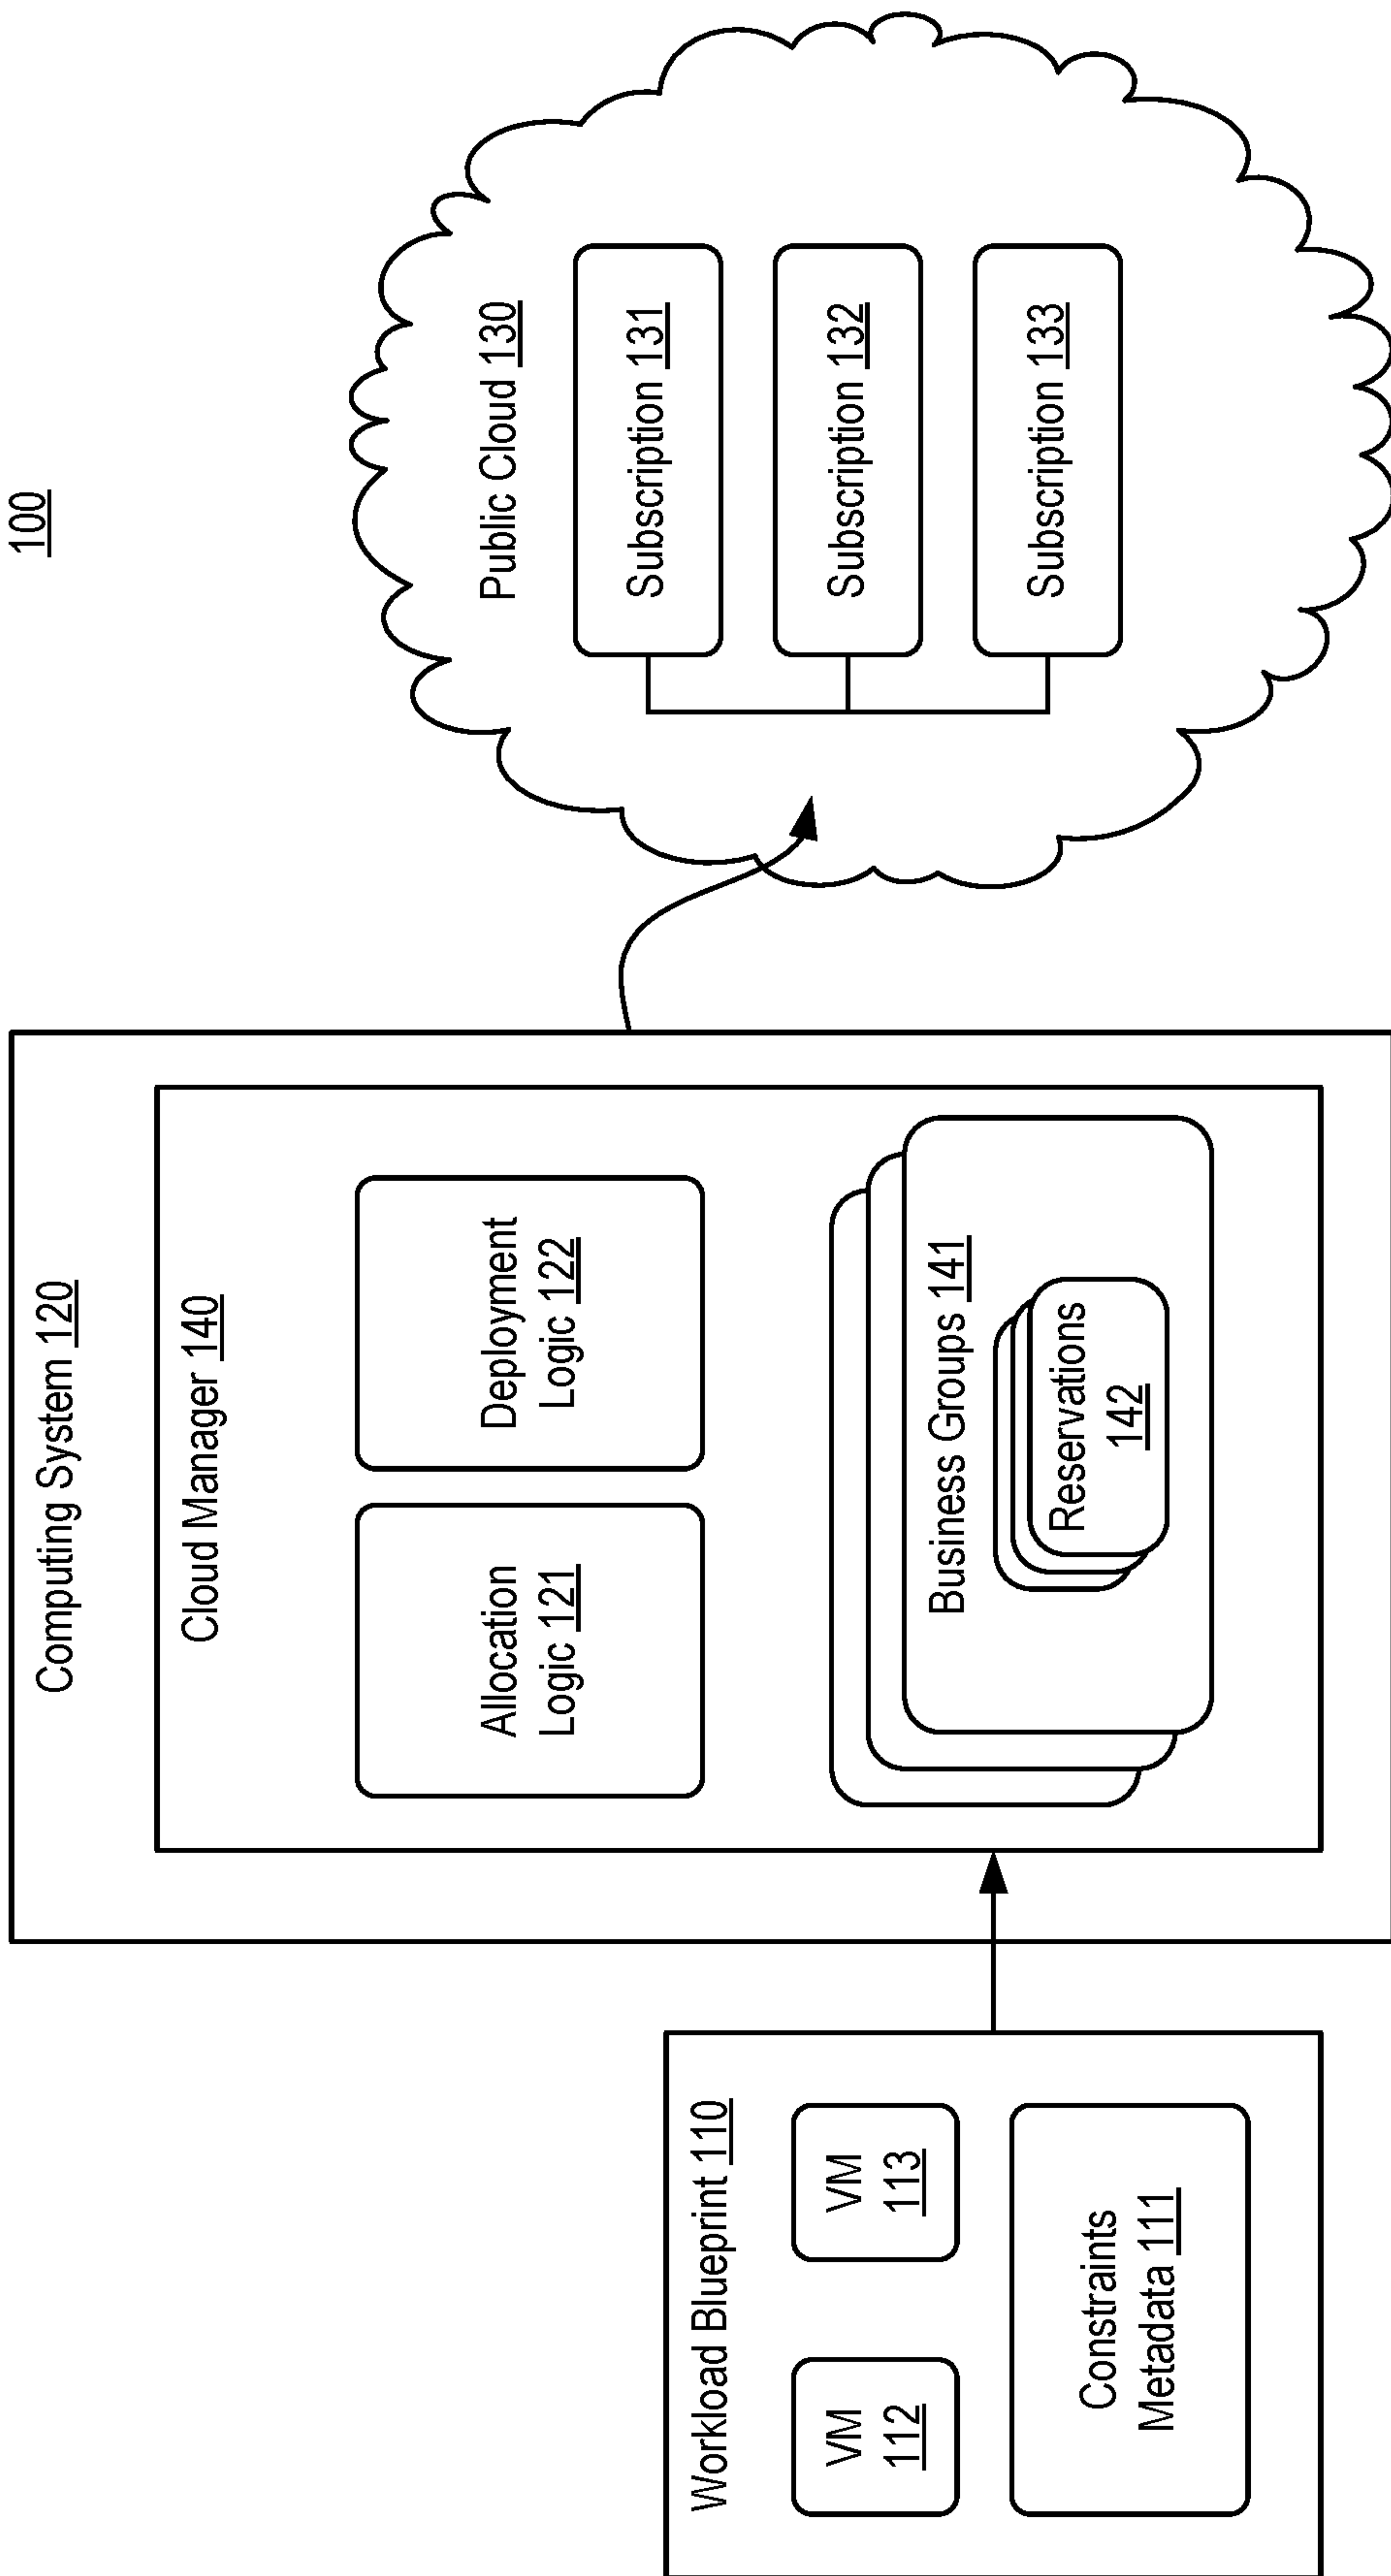 100
Workload Blueprint 110
VM
112
VM
113
Constraints
Metadata 111
Computing System 120
Cloud Manager 140
Allocation
Logic 121
Deployment
Logic 122
Business Groups 141
Reservations
142
Public Cloud 130
Subscription 131
Subscription 132
Subscription 133